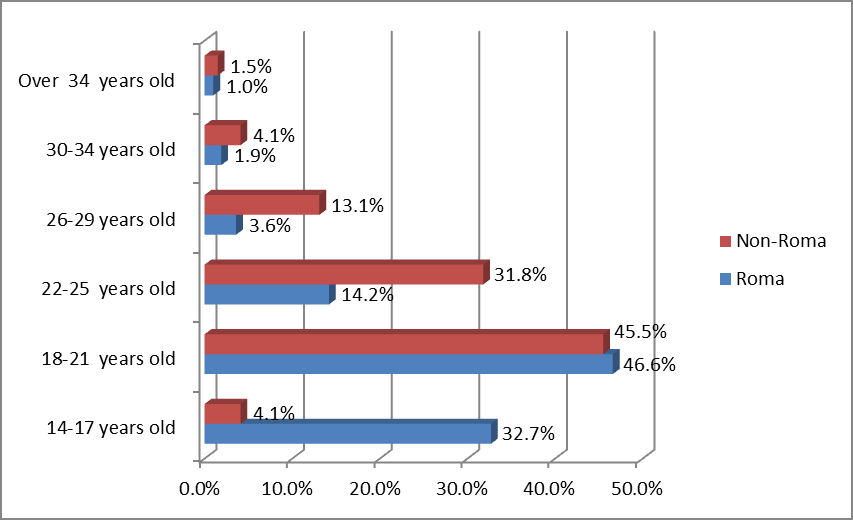 Over 34 years old
1.5%
1.0%
30-34 years old
4.1%
1.9%
26-29 years old
13.1%
3.6%
22-25 years old
31.8%
14.2%
18-21 years old
45.5%
46.6%
14-17 years old
4.1%
32.7%
Non-Roma
Roma
0.0% 10.0% 20.0% 30.0% 40.0% 50.0%